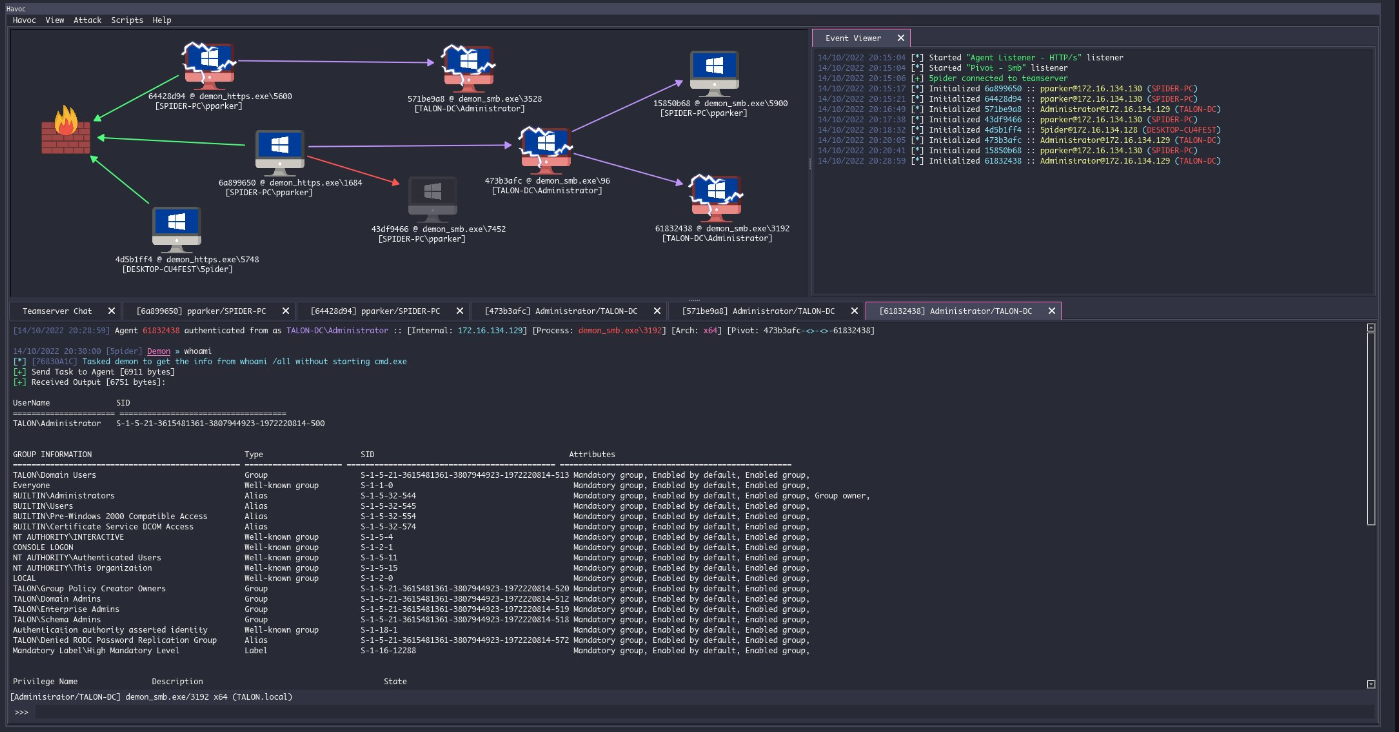 Havoc
Havoc View Attack Scripts Help
64428d94 @ demon_https.exe\5600
[SPIDER-PC\pparker]
571be9a8 @ demon_smb.exe\3528
[TALON-DC\Administrator]
15850b68 @ demon_smb.exe\5900
[SPIDER-PC\pparker]
6a899650 @ demon_https.exe\1684
[SPIDER-PC\pparker]
473b3afc @ demon_smb.exe\96
[TALON-DC\Administrator]
43df9466 @ demon_smb.exe\7452
[SPIDER-PC\pparker]
61832438 @ demon_smb.exe\3192
[TALON-DC\Administrator]
4d5b1ff4 @ demon_https.exe\5748
[DESKTOP-CU4FEST\5pider]
Event Viewer
14/10/2022 20:15:04 [*] Started "Agent Listener - HTTP/s" listener
14/10/2022 20:15:04 [*] Started "Pivot - Smb" listener
14/10/2022 20:15:06 [+] 5pider connected to teamserver
14/10/2022 20:15:17 [*] Initialized 6a899650 :: pparker@172.16.134.130 (SPIDER-PC)
14/10/2022 20:15:21 [*] Initialized 64428d94 :: pparker@172.16.134.130 (SPIDER-PC)
14/10/2022 20:16:49 [*] Initialized 571be9a8 :: Administrator@172.16.134.129 (TALON-DC)
14/10/2022 20:17:38 [*] Initialized 43df9466 :: pparker@172.16.134.130 (SPIDER-PC)
14/10/2022 20:18:32 [*] Initialized 4d5b1ff4 :: 5pider@172.16.134.128 (DESKTOP-CU4FEST)
14/10/2022 20:20:05 [*] Initialized 473b3afc :: Administrator@172.16.134.129 (TALON-DC)
14/10/2022 20:20:41 [*] Initialized 15850b68 :: pparker@172.16.134.130 (SPIDER-PC)
14/10/2022 20:28:59 [*] Initialized 61832438 :: Administrator@172.16.134.129 (TALON-DC)
Teamserver Chat [6a899650] pparker/SPIDER-PC [64428d94] pparker/SPIDER-PC [473b3afc] Administrator/TALON-DC [571be9a8] Administrator/TALON-DC [61832438] Administrator/TALON-DC
[14/10/2022 20:28:59] Agent 61832438 authenticated from as TALON-DC\Administrator :: [Internal: 172.16.134.129] [Process: demon_smb.exe\3192] [Arch: x64] [Pivot: 473b3afc-<>-<>-61832438]
14/10/2022 20:30:00 [5pider] Demon » whoami
[*] [76830A1C] Tasked demon to get the info from whoami /all without starting cmd.exe
[+] Send Task to Agent [6911 bytes]
[+] Received Output [6751 bytes]:
UserName SID
====================== ====================================
TALON\Administrator S-1-5-21-3615481361-3807944923-1972220814-500
GROUP INFORMATION Type SID Attributes
================================================= ===================== ============================================= ==================================================
TALON\Domain Users Group S-1-5-21-3615481361-3807944923-1972220814-513 Mandatory group, Enabled by default, Enabled group,
Everyone Well-known group S-1-1-0 Mandatory group, Enabled by default, Enabled group,
BUILTIN\Administrators Alias S-1-5-32-544 Mandatory group, Enabled by default, Enabled group, Group owner,
BUILTIN\Users Alias S-1-5-32-545 Mandatory group, Enabled by default, Enabled group,
BUILTIN\Pre-Windows 2000 Compatible Access Alias S-1-5-32-554 Mandatory group, Enabled by default, Enabled group,
BUILTIN\Certificate Service DCOM Access Alias S-1-5-32-574 Mandatory group, Enabled by default, Enabled group,
NT AUTHORITY\INTERACTIVE Well-known group S-1-5-4 Mandatory group, Enabled by default, Enabled group,
CONSOLE LOGON Well-known group S-1-2-1 Mandatory group, Enabled by default, Enabled group,
NT AUTHORITY\Authenticated Users Well-known group S-1-5-11 Mandatory group, Enabled by default, Enabled group,
NT AUTHORITY\This Organization Well-known group S-1-5-15 Mandatory group, Enabled by default, Enabled group,
LOCAL Well-known group S-1-2-0 Mandatory group, Enabled by default, Enabled group,
TALON\Group Policy Creator Owners Group S-1-5-21-3615481361-3807944923-1972220814-520 Mandatory group, Enabled by default, Enabled group,
TALON\Domain Admins Group S-1-5-21-3615481361-3807944923-1972220814-512 Mandatory group, Enabled by default, Enabled group,
TALON\Enterprise Admins Group S-1-5-21-3615481361-3807944923-1972220814-519 Mandatory group, Enabled by default, Enabled group,
TALON\Schema Admins Group S-1-5-21-3615481361-3807944923-1972220814-518 Mandatory group, Enabled by default, Enabled group,
Authentication authority asserted identity Well-known group S-1-18-1 Mandatory group, Enabled by default, Enabled group,
TALON\Denied RODC Password Replication Group Alias S-1-5-21-3615481361-3807944923-1972220814-572 Mandatory group, Enabled by default, Enabled group,
Mandatory Label\High Mandatory Level Label S-1-16-12288 Mandatory group, Enabled by default, Enabled group,
Privilege Name Description State
[Administrator/TALON-DC] demon_smb.exe/3192 x64 (TALON.local)
>>>